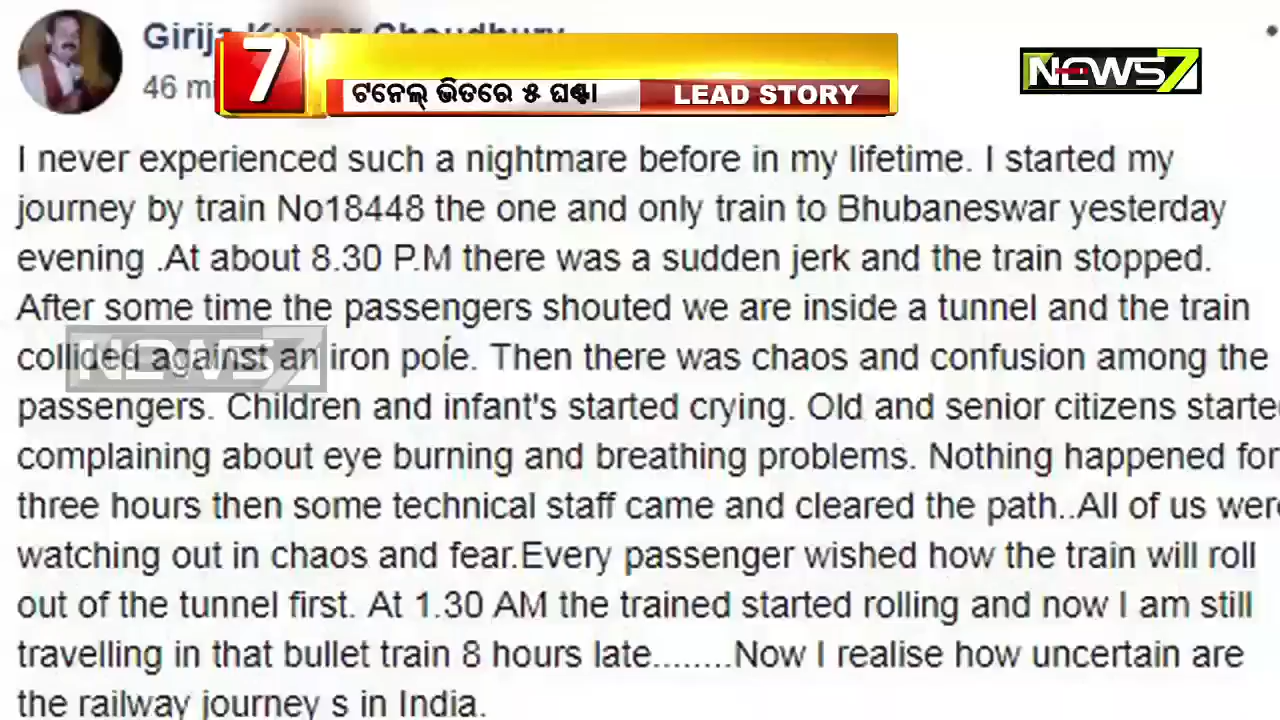 Girija Kumar Choudhury
46 mi
7
NEWS7
ଟନେଲ୍ ଭିତରେ ୫ ଘଣ୍ଟା
LEAD STORY
I never experienced such a nightmare before in my lifetime. I started my
journey by train No18448 the one and only train to Bhubaneswar yesterday
evening .At about 8.30 P.M there was a sudden jerk and the train stopped.
After some time the passengers shouted we are inside a tunnel and the train
collided against an iron pole. Then there was chaos and confusion among the
NEWS7
passengers. Children and infant's started crying. Old and senior citizens starte
complaining about eye burning and breathing problems. Nothing happened for
three hours then some technical staff came and cleared the path..All of us were
watching out in chaos and fear.Every passenger wished how the train will roll
out of the tunnel first. At 1.30 AM the trained started rolling and now I am still
travelling in that bullet train 8 hours late........Now I realise how uncertain are
the railway journey s in India.